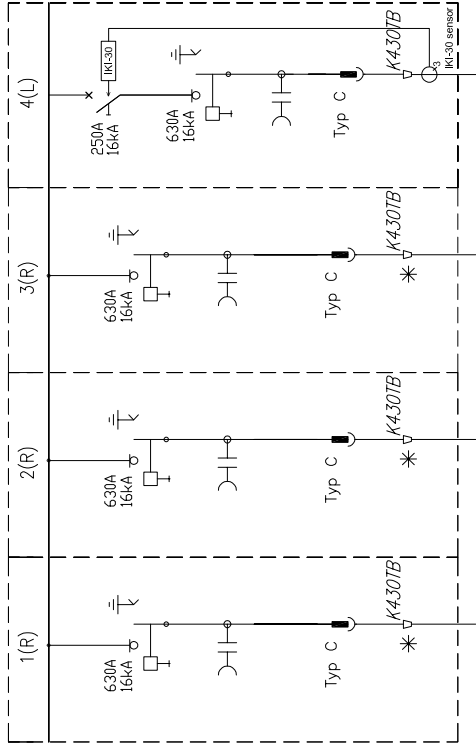 1(R)
630A
16kA
Typ C
K430TB
2(R)
630A
16kA
Typ C
K430TB
3(R)
630A
16kA
Typ C
K430TB
4(L)
250A
16kA
IKI-30
630A
16kA
Typ C
K430TB
x3
IKI-30 sensor